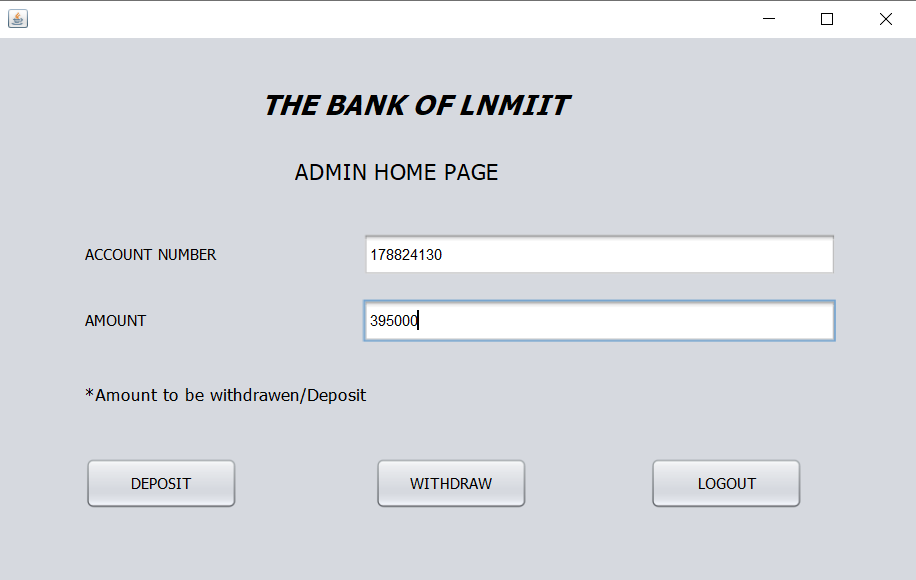 THE BANK OF LNMIIT
ADMIN HOME PAGE
ACCOUNT NUMBER 178824130
AMOUNT 395000
*Amount to be withdrawen/Deposit
DEPOSIT WITHDRAW LOGOUT